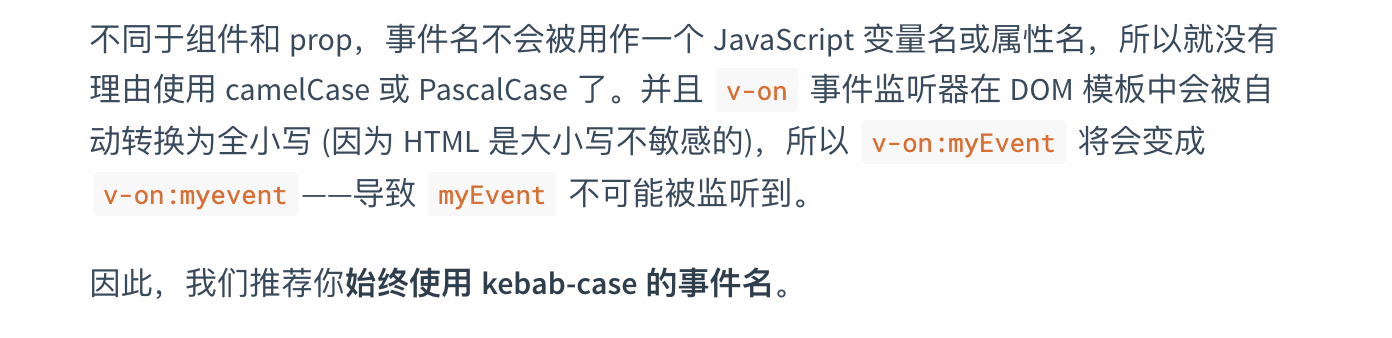 不同于组件和 prop，事件名不会被用作一个 JavaScript 变量名或属性名，所以就没有
理由使用 camelCase 或 PascalCase 了。并且 v-on 事件监听器在 DOM 模板中会被自
动转换为全小写 (因为 HTML 是大小写不敏感的)，所以 v-on:myEvent 将会变成
v-on:myevent——导致 myEvent 不可能被监听到。
因此，我们推荐你始终使用 kebab-case 的事件名。